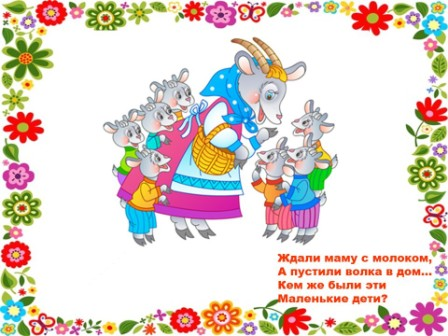 Ждали маму с молоком,
А пустили волка в дом...
Кем же были эти
Маленькие дети?